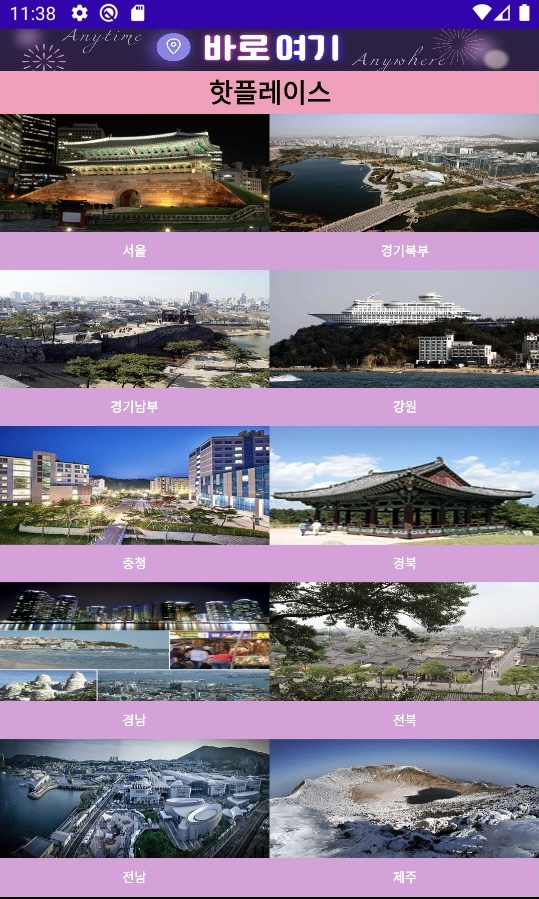 11:38
Anytime
바로 여기
Anywhere
핫플레이스
서울
경기북부
경기남부
강원
충청
경북
경남
전북
전남
제주